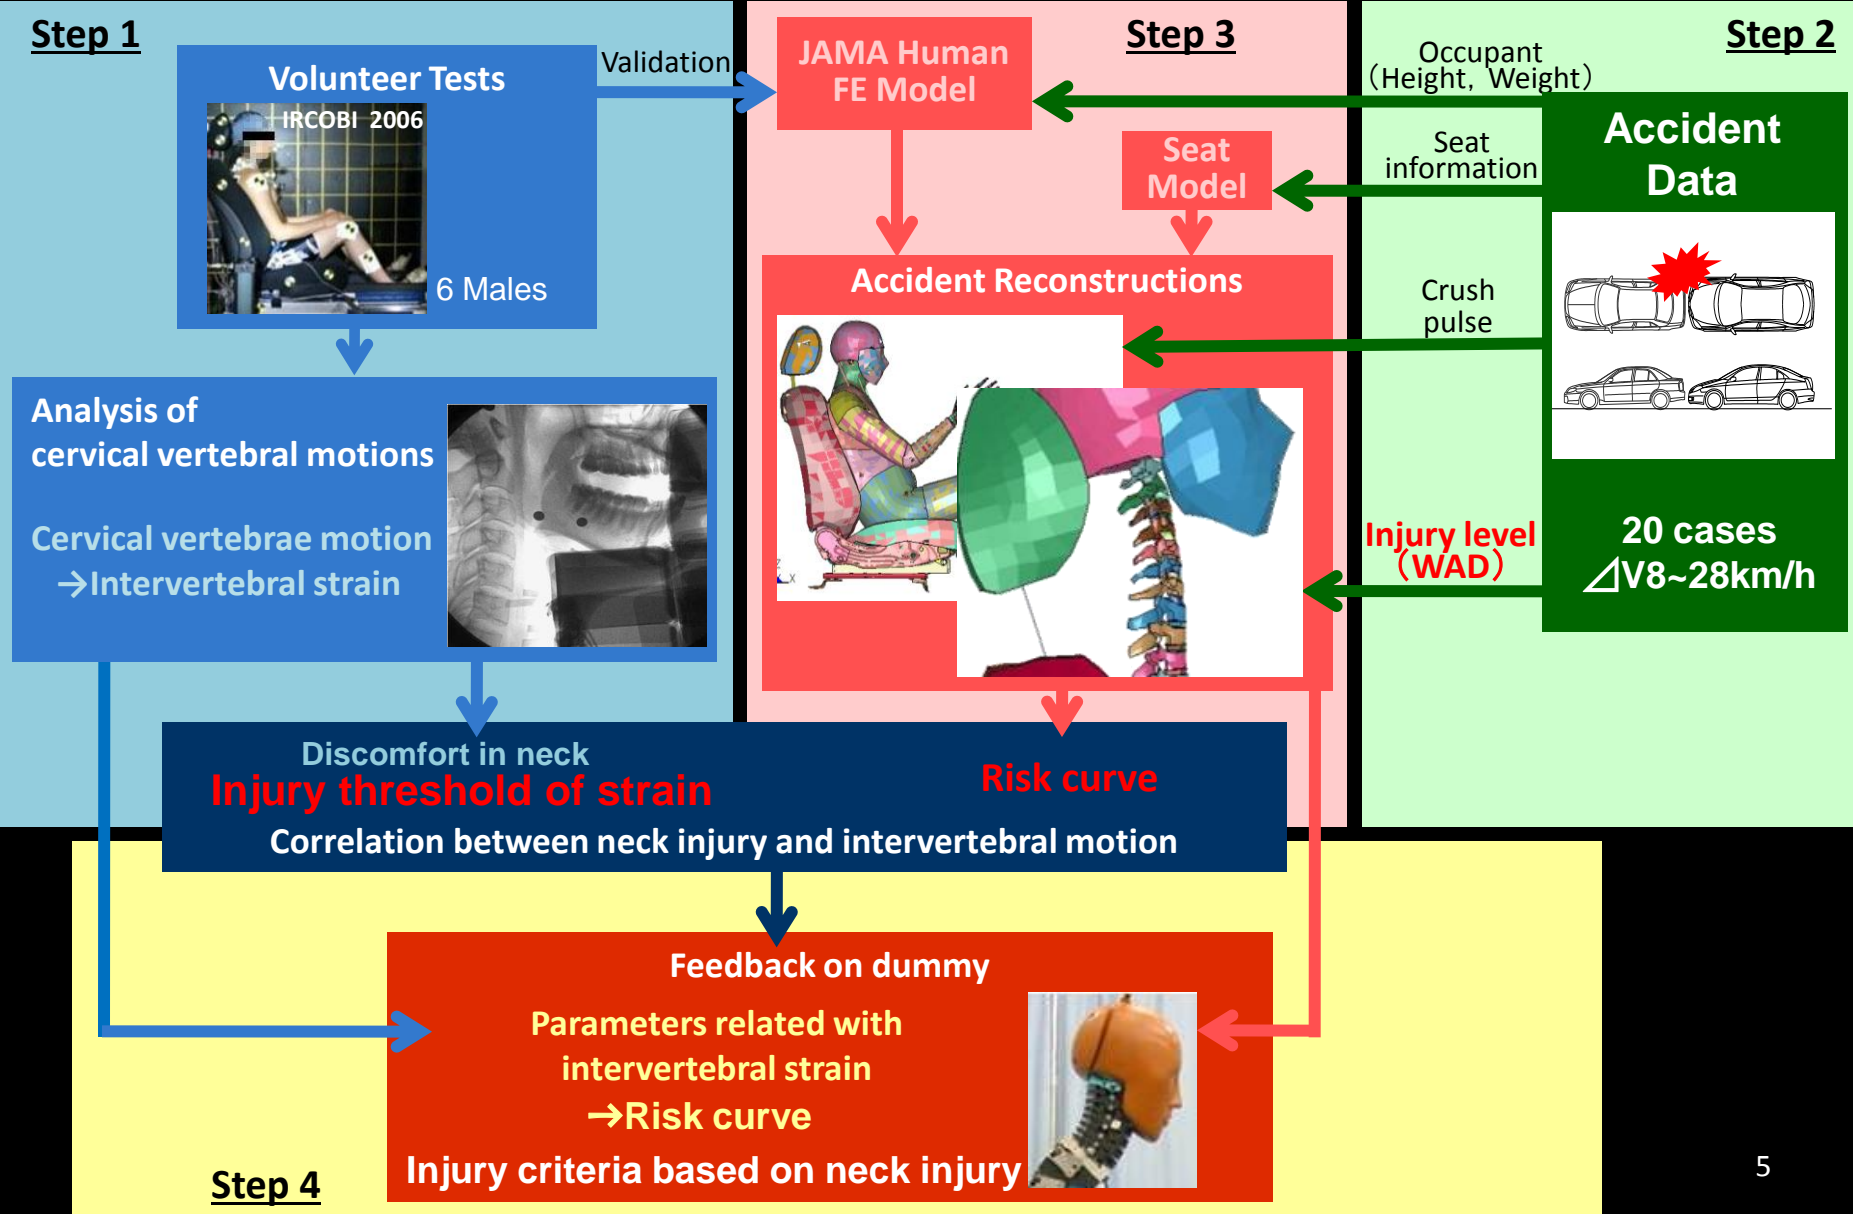 Step 1
Volunteer Tests
IRCOBI 2006
6 Males
Validation
Analysis of
cervical vertebral motions
Cervical vertebrae motion
→Intervertebral strain
Step 3
JAMA Human
FE Model
Seat
Model
Accident Reconstructions
Z
X
Step 2
Occupant
（Height, Weight）
Seat
information
Crush
pulse
Injury level
（WAD）
Accident
Data
20 cases
⊿V8~28km/h
Discomfort in neck
Injury threshold of strain
Risk curve
Correlation between neck injury and intervertebral motion
Feedback on dummy
Parameters related with
intervertebral strain
→Risk curve
Injury criteria based on neck injury
Step 4
5